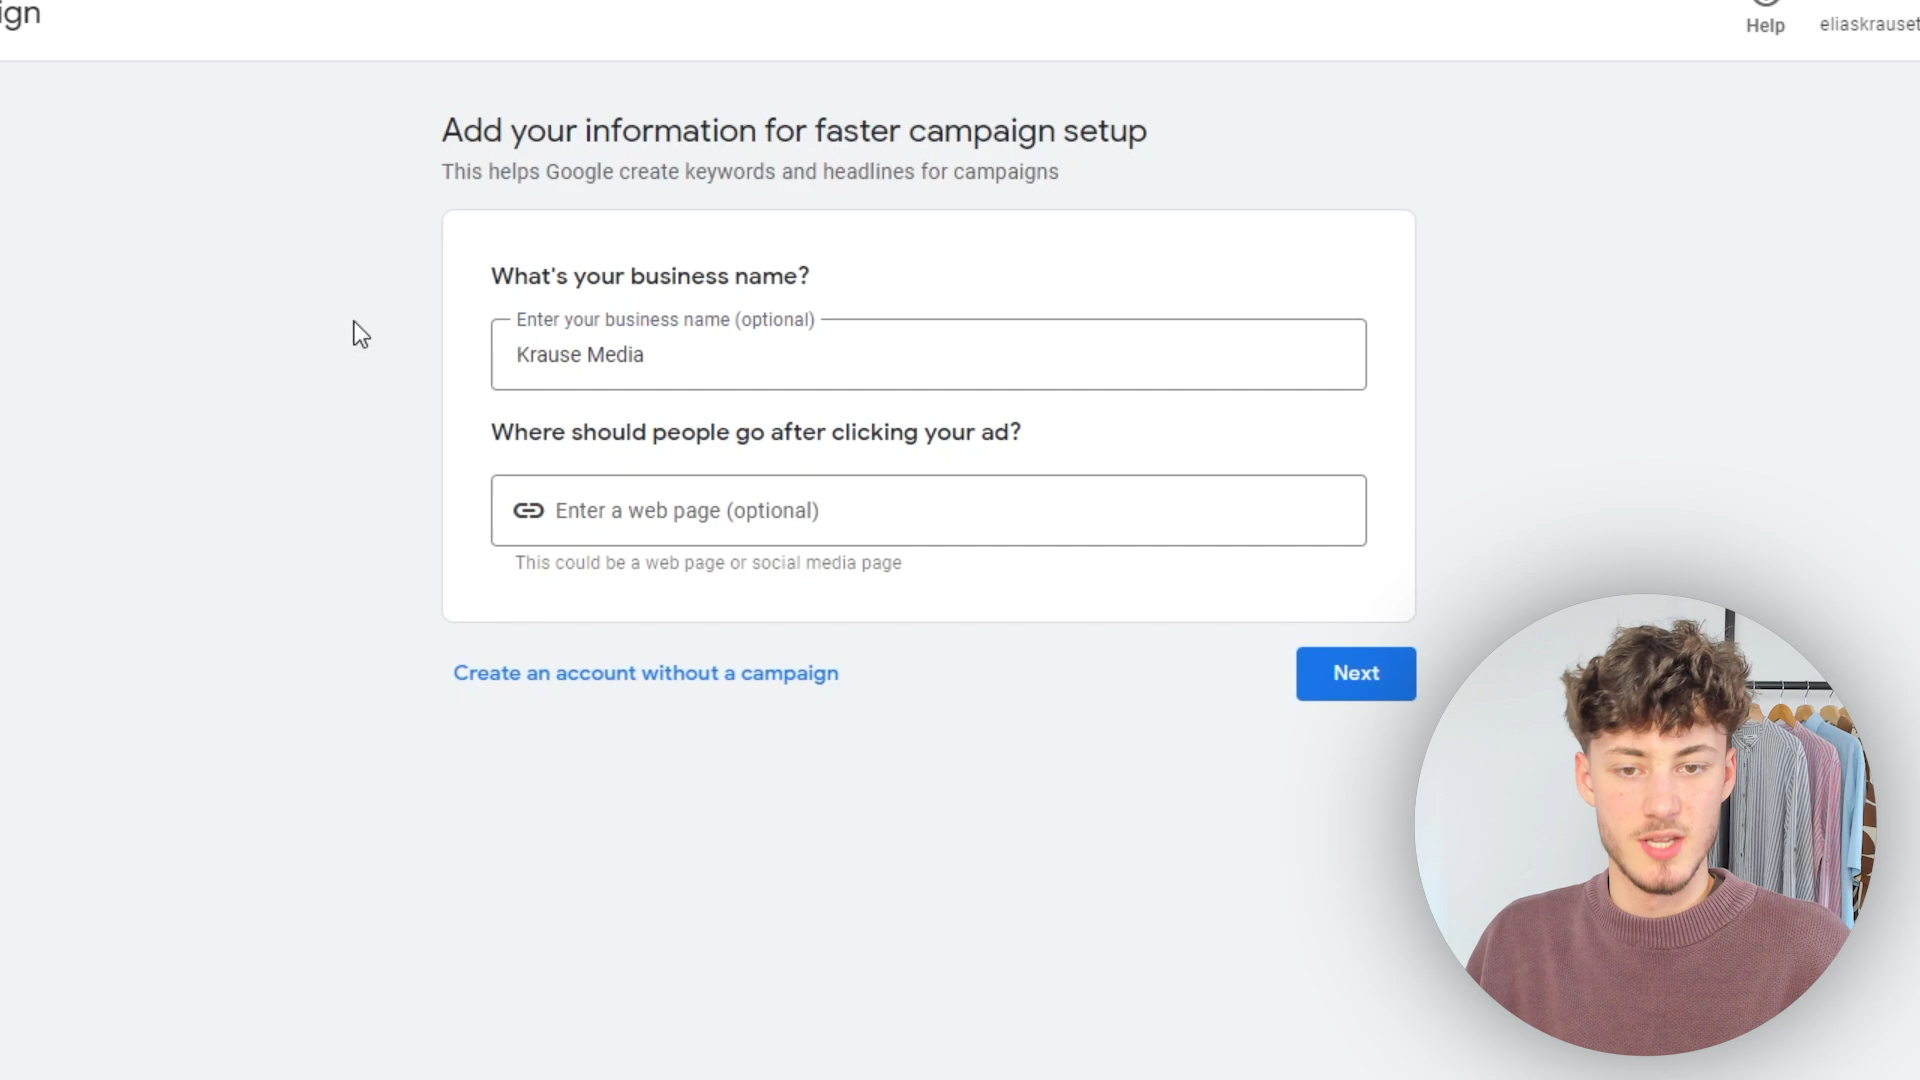 ign
Help
eliaskrauset
Add your information for faster campaign setup
This helps Google create keywords and headlines for campaigns
What's your business name?
Enter your business name (optional)
Krause Media
Where should people go after clicking your ad?
Enter a web page (optional)
This could be a web page or social media page
Create an account without a campaign
Next